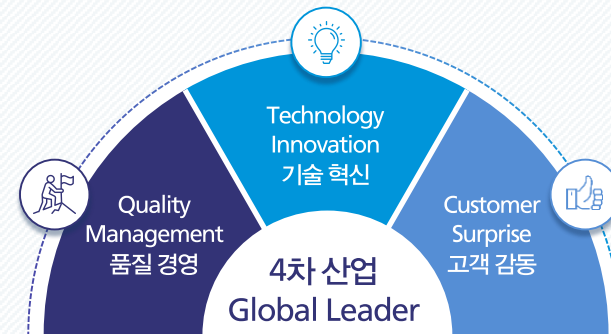 Technology
Innovation
기술 혁신
Quality
Management
품질 경영
Customer
Surprise
고객 감동
4차 산업
Global Leader